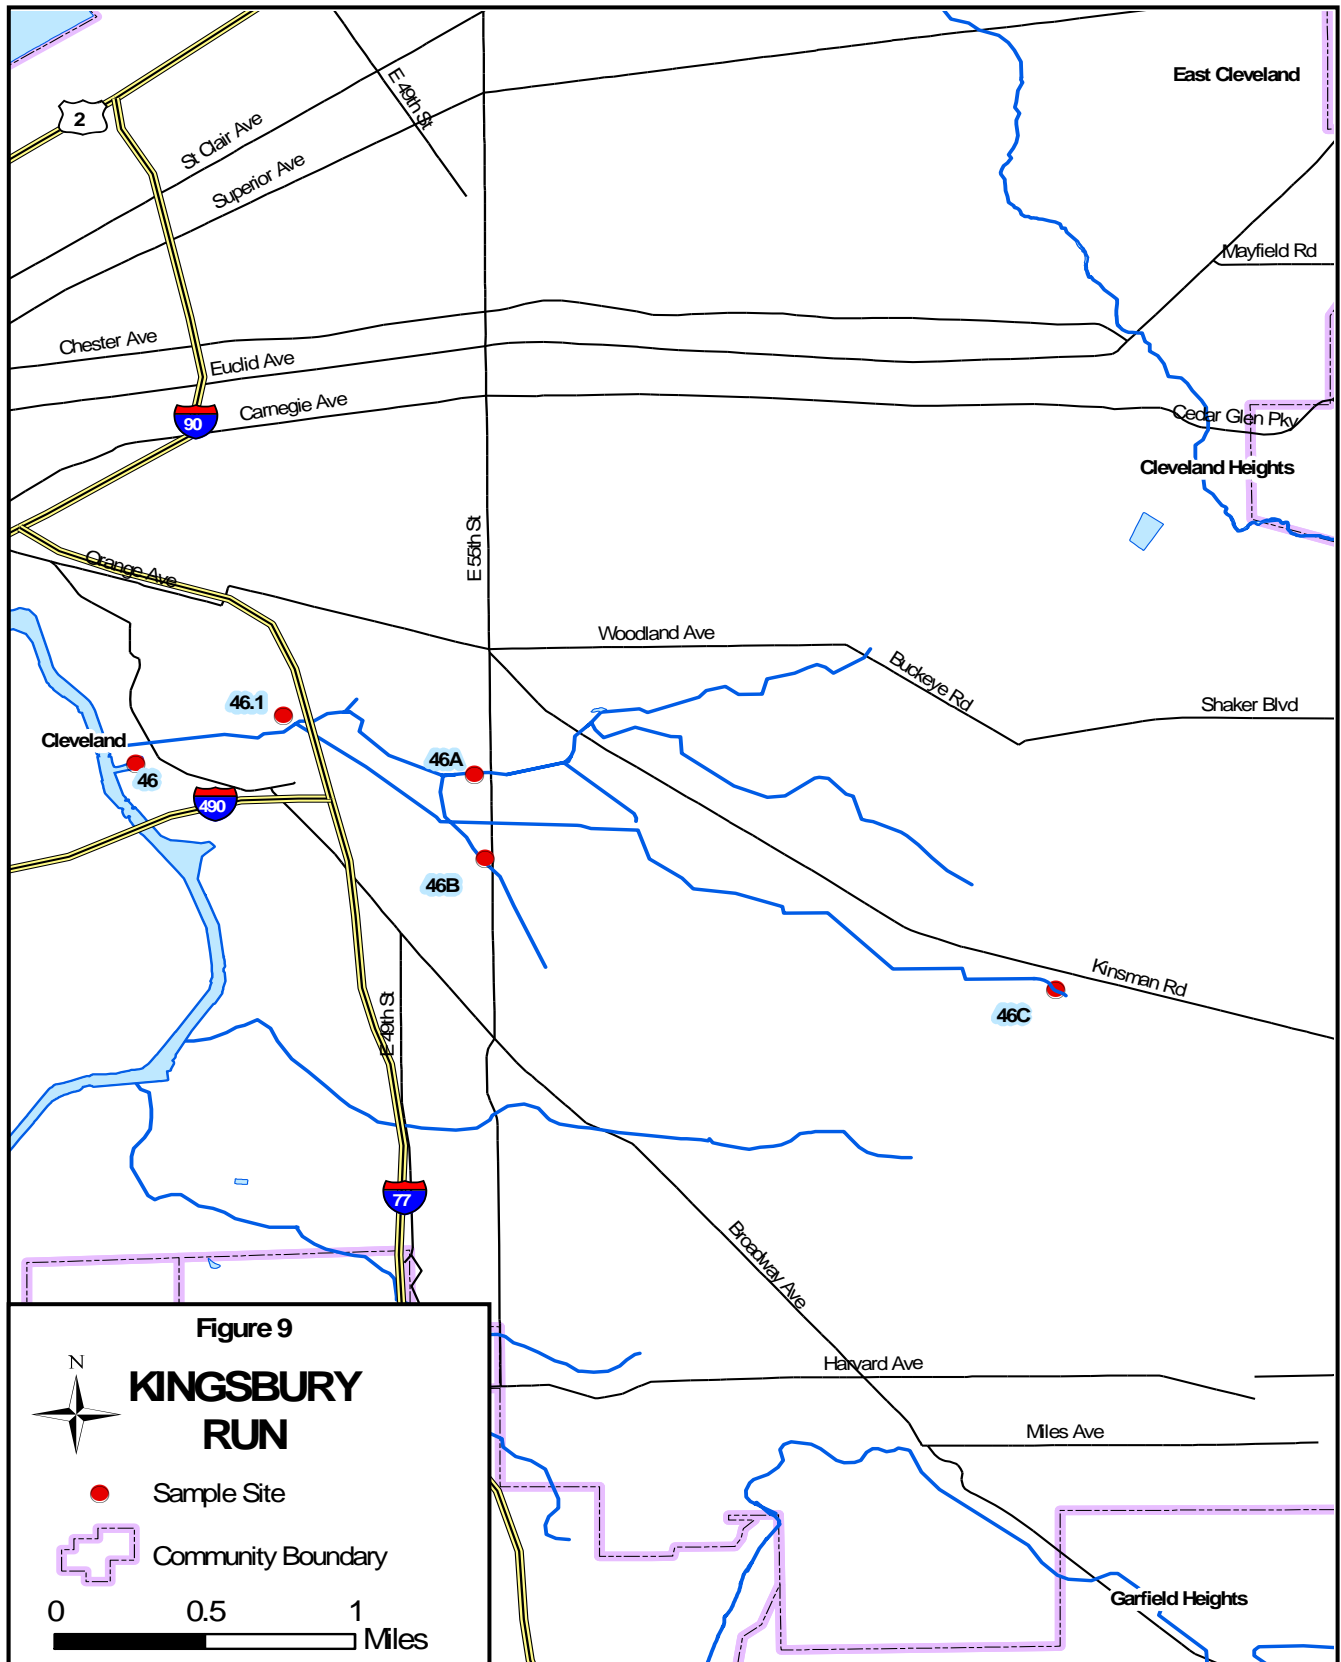 East Cleveland
E 49th St
2
St Clair Ave
Superior Ave
Mayfield Rd
Chester Ave
Euclid Ave
Carnegie Ave
90
Cedar Glen Pky
Cleveland Heights
E 55th St
Orange Ave
Woodland Ave
Buckeye Rd
Shaker Blvd
46.1
Cleveland
46A
46
490
46B
Kinsman Rd
46C
E 49th St
77
Broadway Ave
Harvard Ave
Miles Ave
Garfield Heights
Figure 9
N
KINGSBURY
RUN
Sample Site
Community Boundary
0 0.5 1
Miles